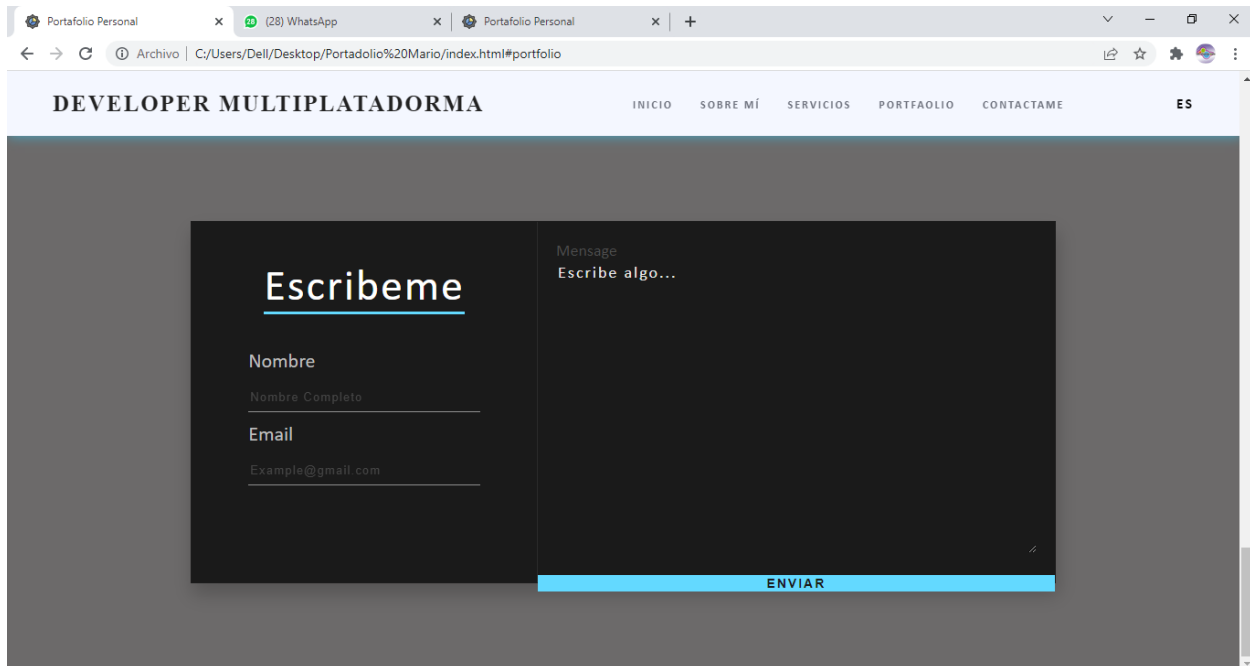 Portafolio Personal
28 (28) WhatsApp
Portafolio Personal
Archivo C:/Users/Dell/Desktop/Portadolio%20Mario/index.html#portfolio
DEVELOPER MULTIPLATADORMA
INICIO SOBRE MÍ SERVICIOS PORTFAOLIO CONTACTAME ES
Escribeme
Nombre
Nombre Completo
Email
Example@gmail.com
Mensage
Escribe algo...
ENVIAR